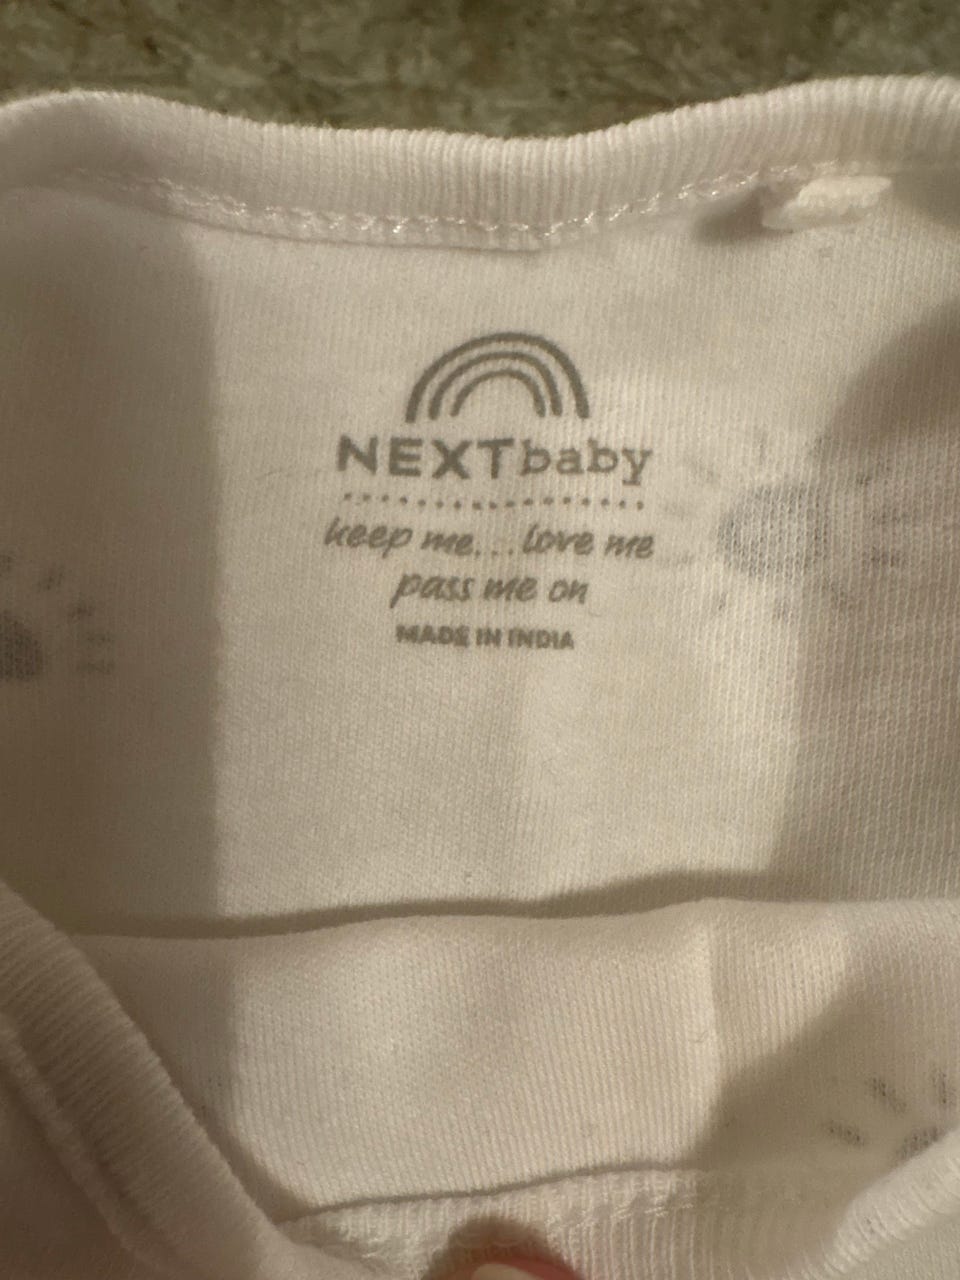 NEXTbaby
keep me...love me
pass me on
MADE IN INDIA